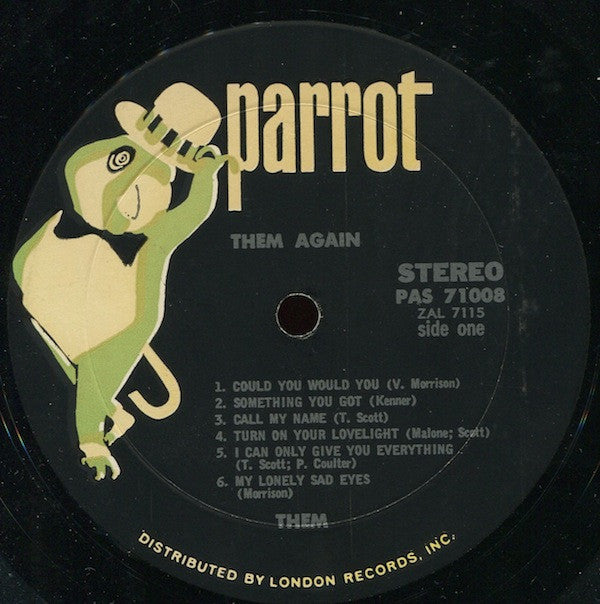 parrot
THEM AGAIN
STEREO
PAS 71008
ZAL 7115
side one
1. COULD YOU WOULD YOU (V. Morrison)
2. SOMETHING YOU GOT (Kenner)
3. CALL MY NAME (T. Scott)
4. TURN ON YOUR LOVELIGHT (Malone; Scott)
5. I CAN ONLY GIVE YOU EVERYTHING
(T. Scott; P. Coulter)
6. MY LONELY SAD EYES
(Morrison)
THEM
DISTRIBUTED BY LONDON RECORDS, INC.